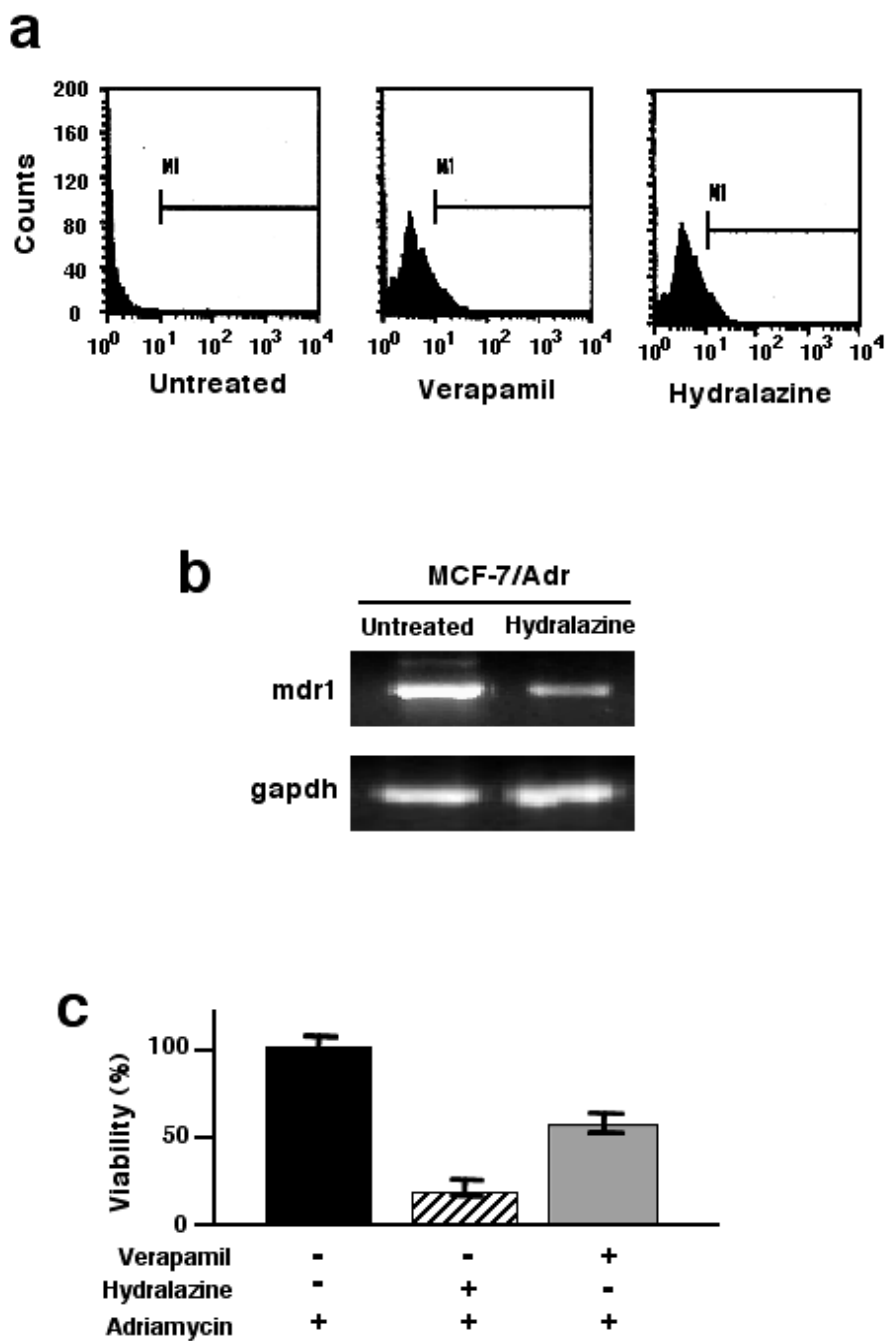 a
200
160
120
80
40
0
Counts
M1
M1
M1
10^0 10^1 10^2 10^3 10^4
10^0 10^1 10^2 10^3 10^4
10^0 10^1 10^2 10^3 10^4
Untreated
Verapamil
Hydralazine
b
MCF-7/Adr
Untreated Hydralazine
mdr1
gapdh
c
Viability (%)
100
50
0
Verapamil - - +
Hydralazine - + -
Adriamycin + + +